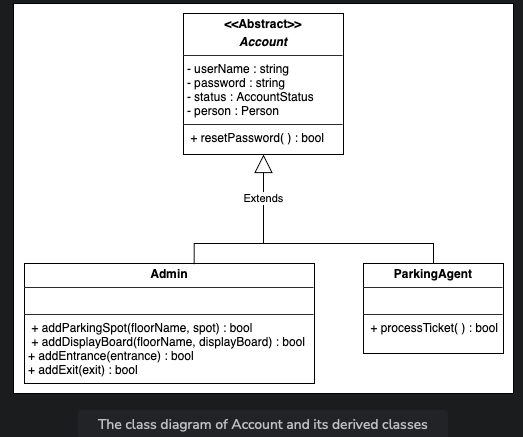 <<Abstract>>
Account
- userName : string
- password : string
- status : AccountStatus
- person : Person
+ resetPassword( ) : bool
Extends
Admin
+ addParkingSpot(floorName, spot) : bool
+ addDisplayBoard(floorName, displayBoard) : bool
+ addEntrance(entrance) : bool
+ addExit(exit) : bool
ParkingAgent
+ processTicket( ) : bool
The class diagram of Account and its derived classes